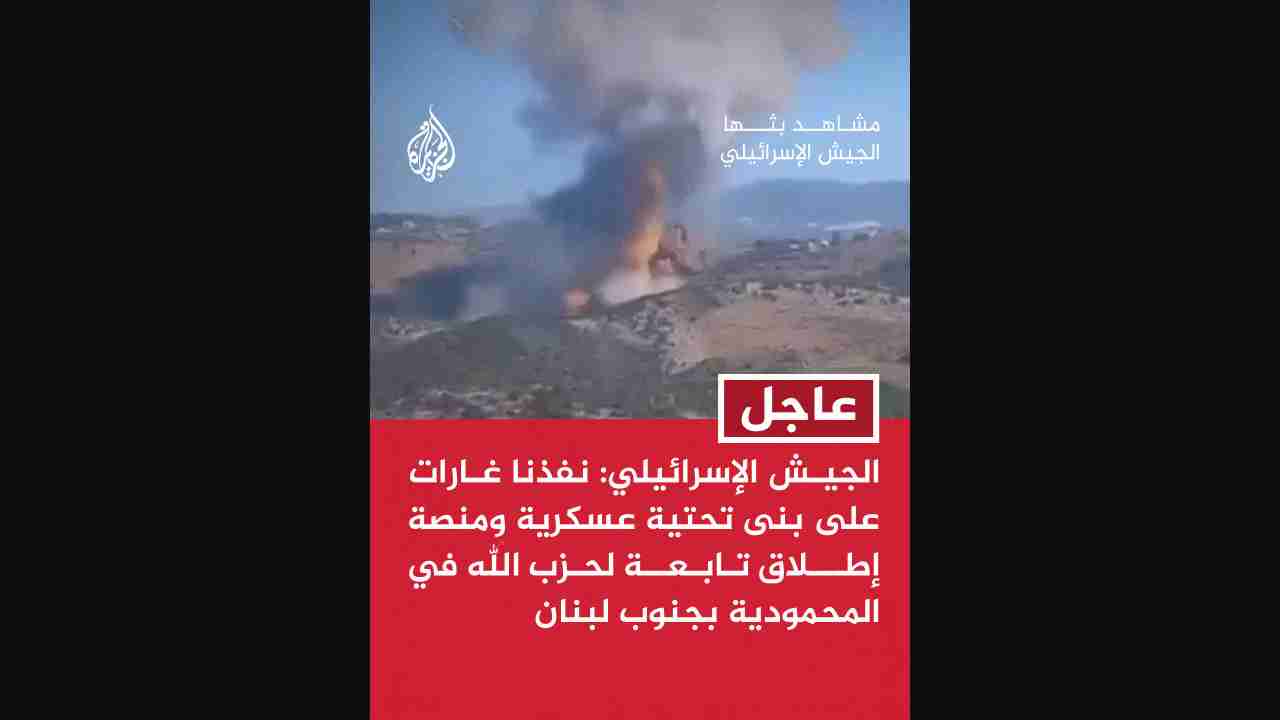 مشاهد بثها
الجيش الإسرائيلي
عاجل
الجيش الإسرائيلي: نفذنا غارات
على بنى تحتية عسكرية ومنصة
إطلاق تابعة لحزب الله في
المحمودية بجنوب لبنان